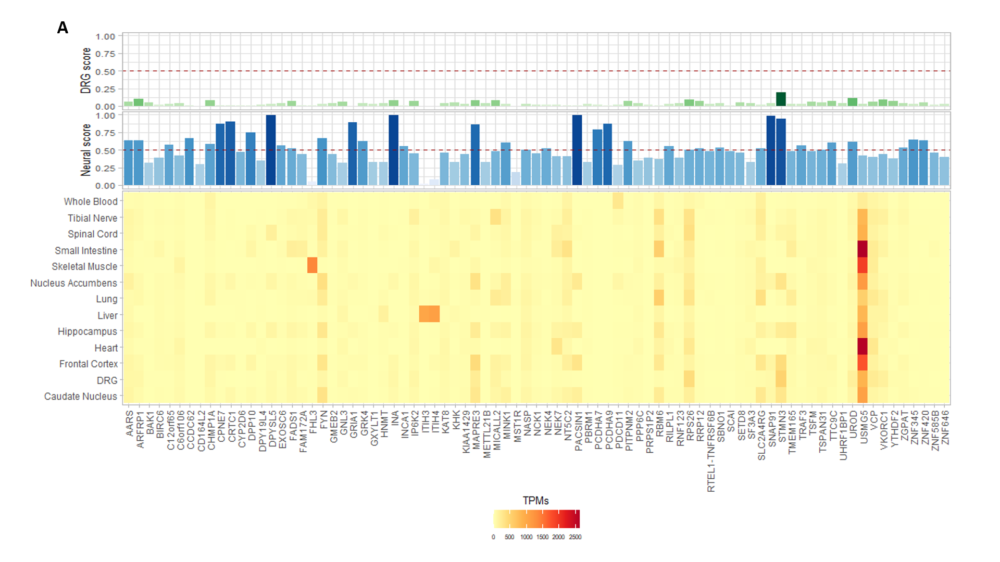 A
DRG score
1.00
0.75
0.50
0.25
0.00
Neural score
1.00
0.75
0.50
0.25
0.00
Whole Blood
Tibial Nerve
Spinal Cord
Small Intestine
Skeletal Muscle
Nucleus Accumbens
Lung
Liver
Hippocampus
Heart
Frontal Cortex
DRG
Caudate Nucleus
AARS
ARFRP1
BAK1
BIRC6
C12orf65
C6orf106
CCDC62
CD164L2
CHMP1A
CPNE7
CRTC1
CYP2D6
DPP10
DPY19L4
DPYSL5
EXOSC6
FADS1
FAM172A
FHL3
FYN
GMEB2
GNL3
GRIA1
GRK4
GXYLT1
HNMT
INA
INCA1
IP6K2
ITIH3
ITIH4
KAT8
KHK
KIAA1429
MAPRE3
METTL21B
MICALL2
MINK1
MST1R
NASP
NCK1
NEK4
NEK7
NT5C2
PACSIN1
PBRM1
PCDHA7
PCDHA9
PDCD11
PITPNM2
PPP6C
PRPS1P2
RBM6
RILPL1
RNF123
RPS26
RRP12
RTEL1-TNFRSF6B
SBNO1
SCAI
SETD8
SF3A3
SLC2A4RG
SNAP91
STMN3
TMEM165
TRAF3
TSFM
TSPAN31
TTC9C
UHRF1BP1
UROD
USMG5
VCP
VKORC1
YTHDF2
ZGPAT
ZNF345
ZNF420
ZNF585B
ZNF646
TPMs
0 500 1000 1500 2000 2500